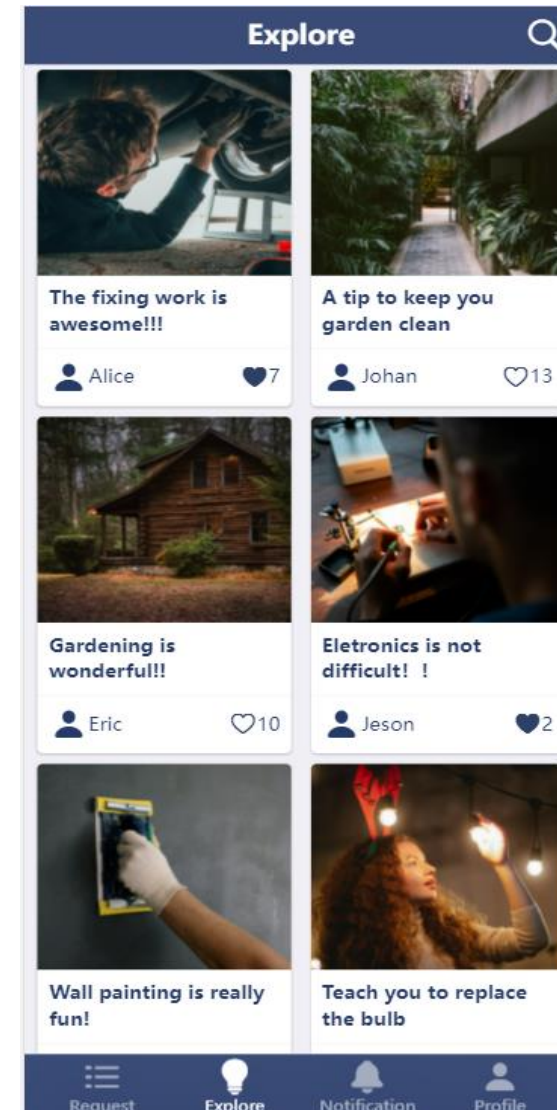 Explore
The fixing work is
awesome!!!
Alice 7
A tip to keep you
garden clean
Johan 13
Gardening is
wonderful!!
Eric 10
Eletronics is not
difficult! !
Jeson 2
Wall painting is really
fun!
Teach you to replace
the bulb
Request Explore Notification Profile